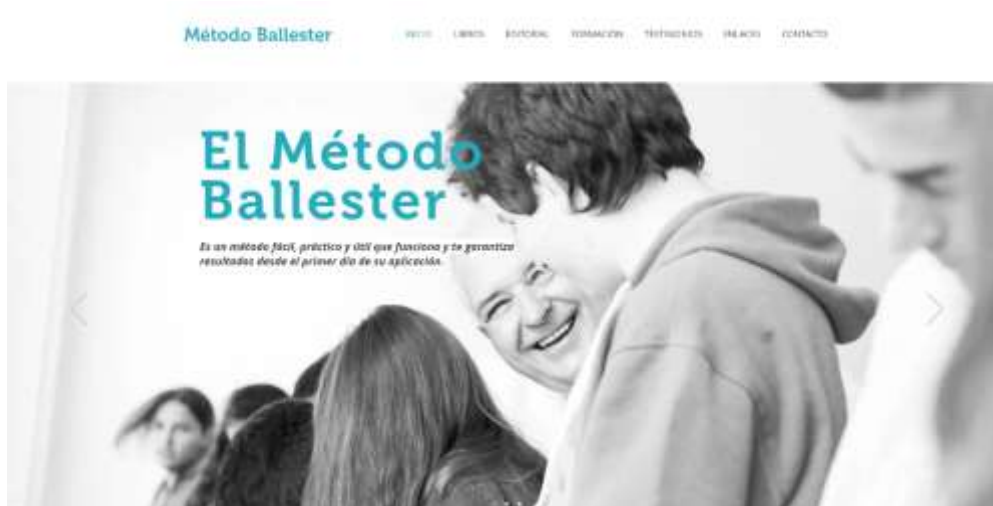 Método Ballester
INICIO LIBROS EDITORIAL FORMACIÓN TESTIMONIOS ENLACES CONTACTO
El Método
Ballester
Es un método fácil, práctico y útil que funciona y te garantiza
resultados desde el primer día de su aplicación.